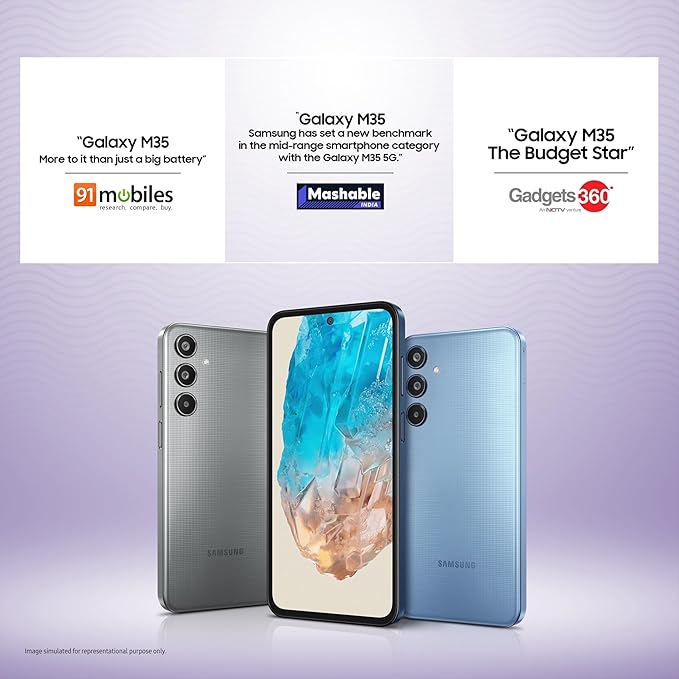 “Galaxy M35
More to it than just a big battery”
91mobiles
research. compare. buy.
“Galaxy M35
Samsung has set a new benchmark
in the mid-range smartphone category
with the Galaxy M35 5G.”
Mashable
INDIA
“Galaxy M35
The Budget Star”
Gadgets 360°
An NDTV venture
SAMSUNG
SAMSUNG
Image simulated for representational purpose only.